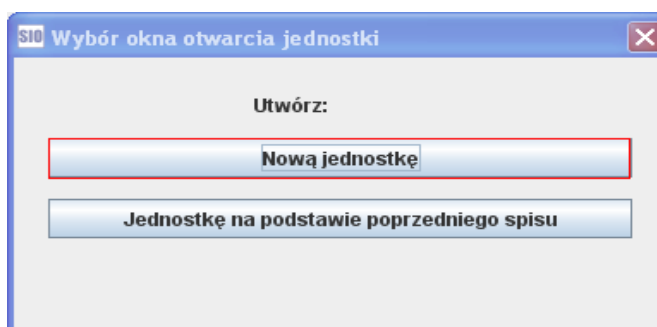 SIO Wybór okna otwarcia jednostki
Utwórz:
Nową jednostkę
Jednostkę na podstawie poprzedniego spisu